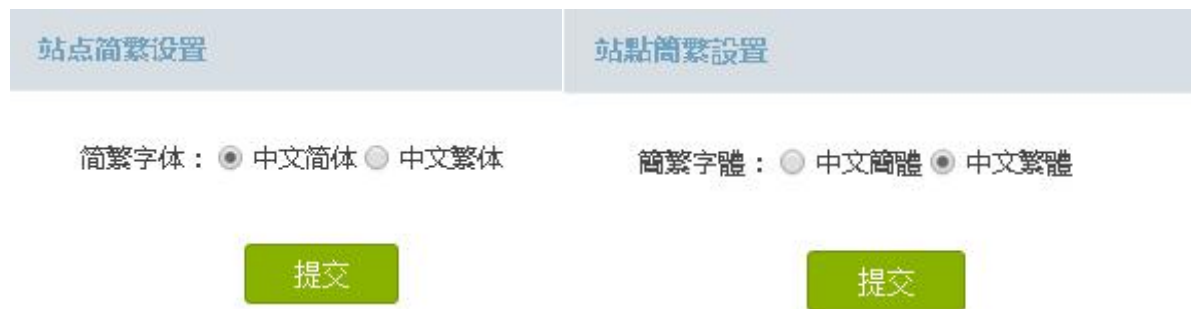 站点简繁设置
简繁字体：中文简体 中文繁体
提交
站點簡繁設置
簡繁字體：中文簡體 中文繁體
提交